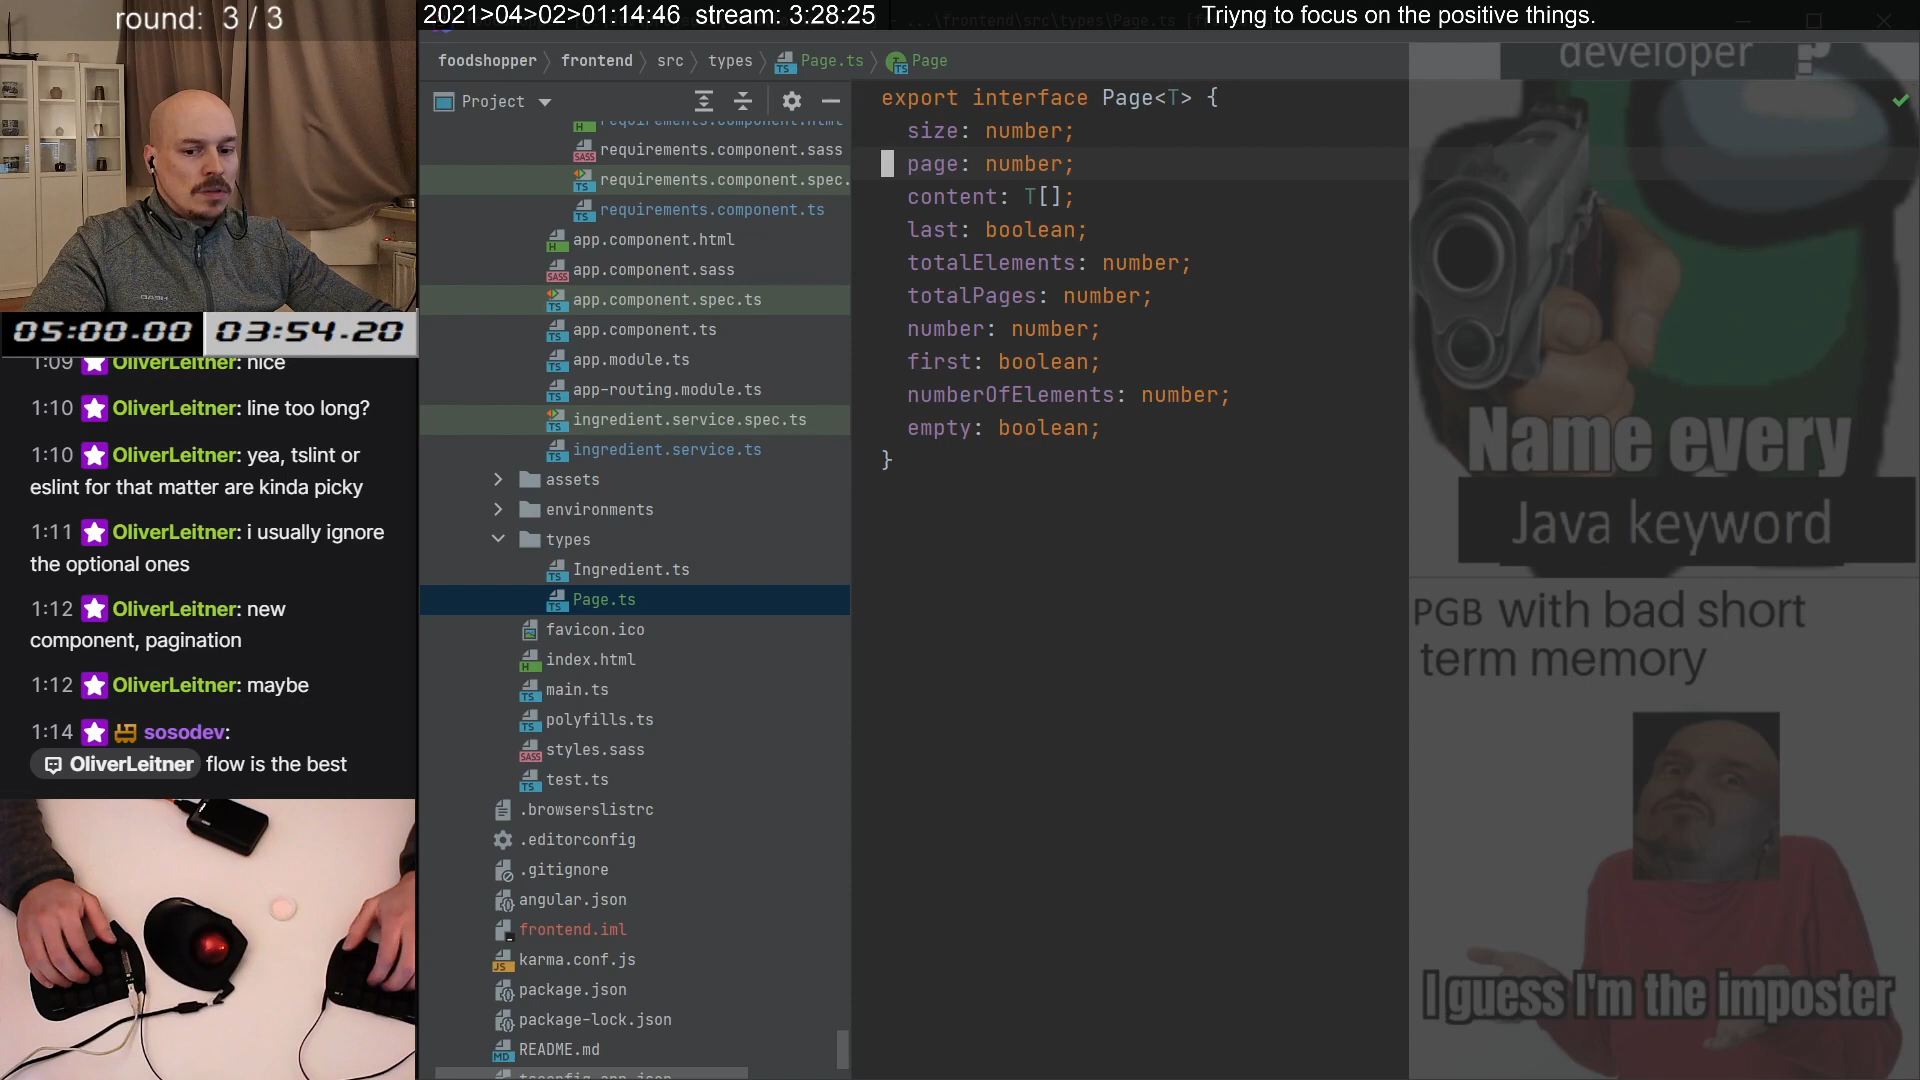 round: 3 / 3
2021>04>02>01:14:46 stream: 3:28:25
Triyng to focus on the positive things.
foodshopper
frontend
src
types
Page.ts
Page
Project
requirements.component.html
requirements.component.sass
requirements.component.spec.
requirements.component.ts
app.component.html
app.component.sass
app.component.spec.ts
app.component.ts
app.module.ts
app-routing.module.ts
ingredient.service.spec.ts
ingredient.service.ts
assets
environments
types
Ingredient.ts
Page.ts
favicon.ico
index.html
main.ts
polyfills.ts
styles.sass
test.ts
.browserslistrc
.editorconfig
.gitignore
angular.json
frontend.iml
karma.conf.js
package.json
package-lock.json
README.md
tsconfig.app.json
export interface Page<T> {
size: number;
page: number;
content: T[];
last: boolean;
totalElements: number;
totalPages: number;
number: number;
first: boolean;
numberOfElements: number;
empty: boolean;
}
developer ?
Name every
Java keyword
PGB with bad short
term memory
I guess I'm the imposter
05:00.00 03:54.20
1:09 OliverLeitner: nice
1:10 OliverLeitner: line too long?
1:10 OliverLeitner: yea, tslint or
eslint for that matter are kinda picky
1:11 OliverLeitner: i usually ignore
the optional ones
1:12 OliverLeitner: new
component, pagination
1:12 OliverLeitner: maybe
1:14 sosodev:
OliverLeitner flow is the best